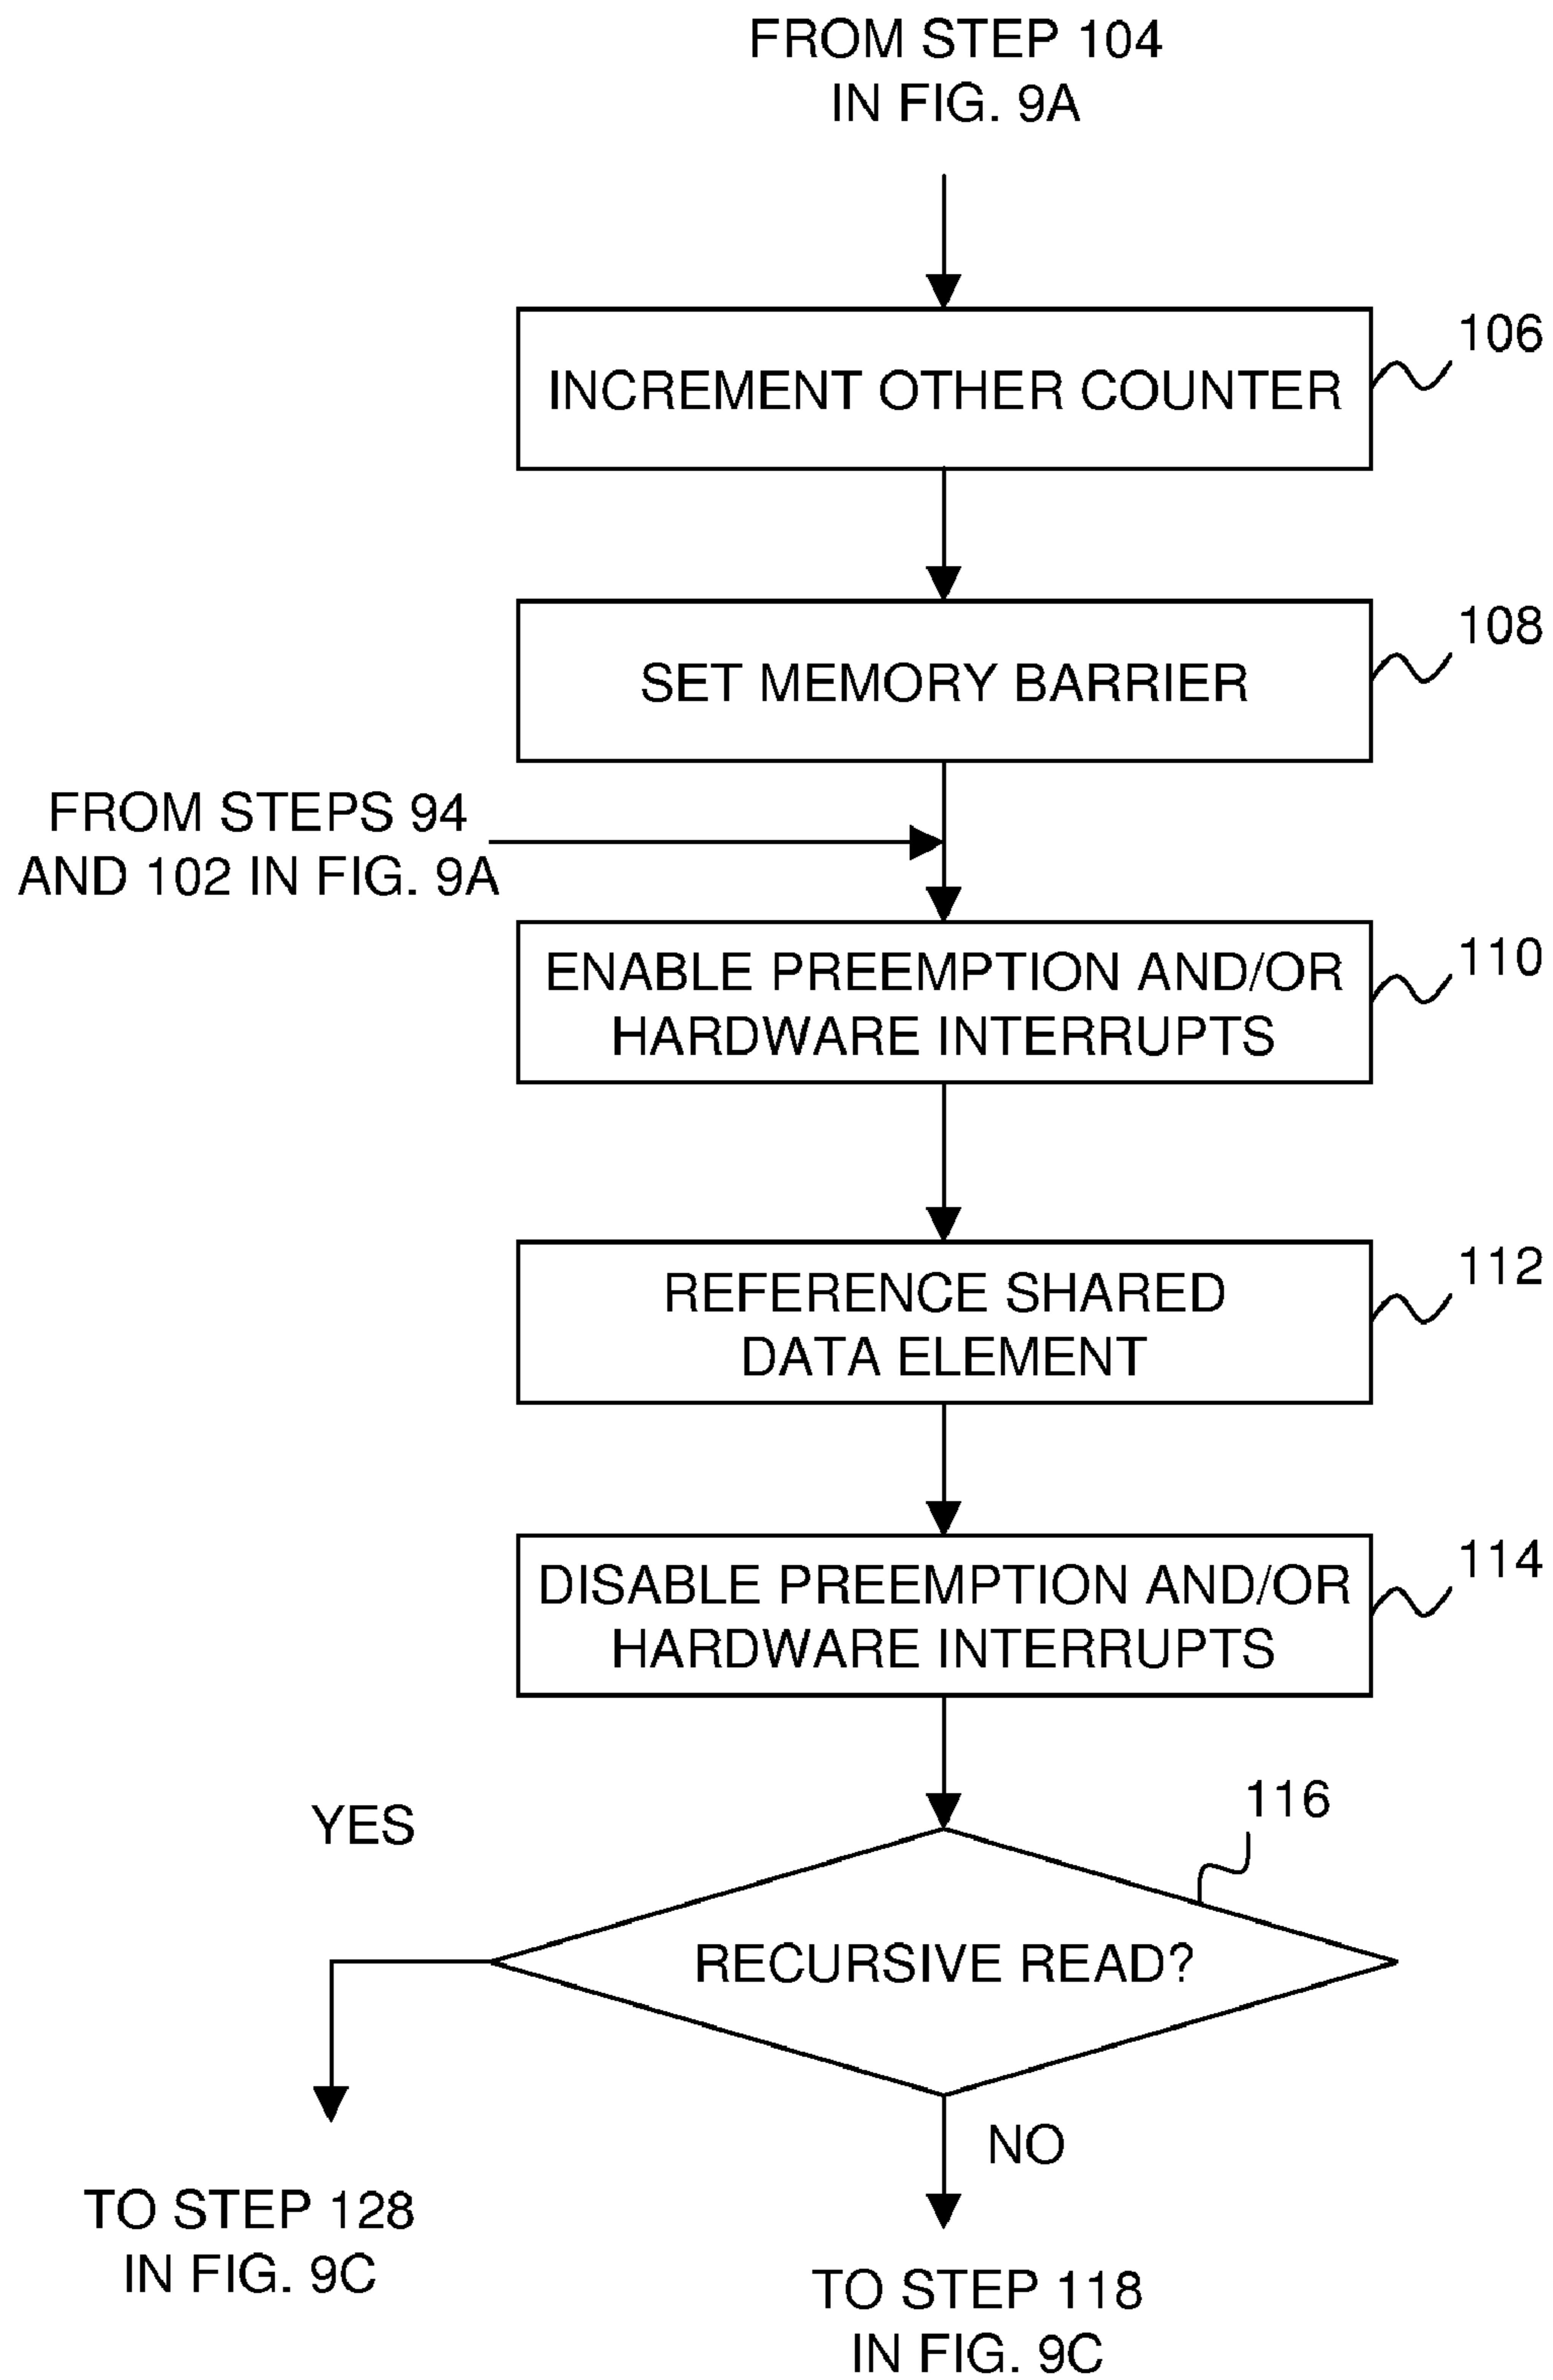 FROM STEP 104
IN FIG. 9A
106
INCREMENT OTHER COUNTER
108
SET MEMORY BARRIER
FROM STEPS 94
AND 102 IN FIG. 9A
110
ENABLE PREEMPTION AND/OR
HARDWARE INTERRUPTS
112
REFERENCE SHARED
DATA ELEMENT
114
DISABLE PREEMPTION AND/OR
HARDWARE INTERRUPTS
116
YES
RECURSIVE READ?
NO
TO STEP 128
IN FIG. 9C
TO STEP 118
IN FIG. 9C